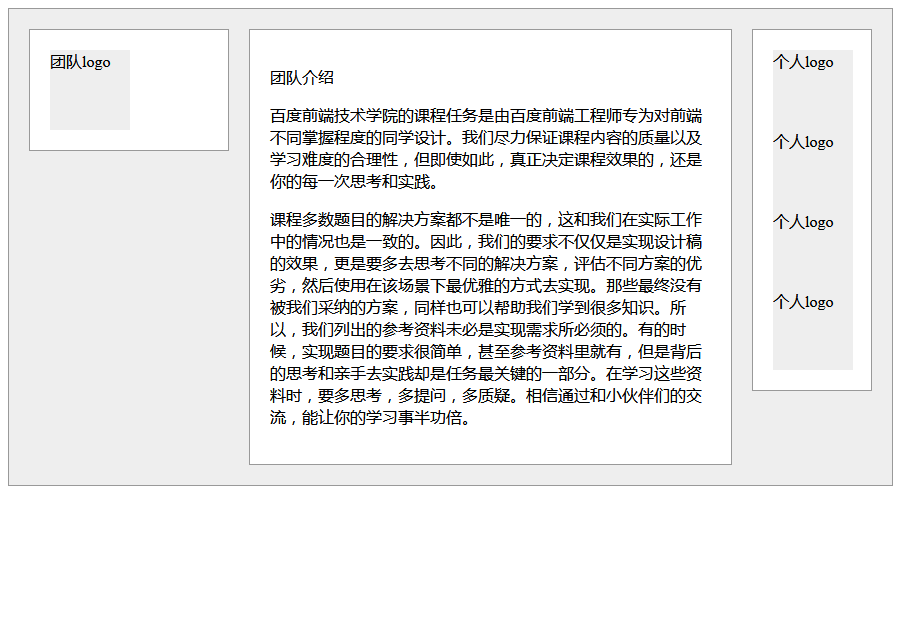 团队logo
团队介绍
百度前端技术学院的课程任务是由百度前端工程师专为对前端
不同掌握程度的同学设计。我们尽力保证课程内容的质量以及
学习难度的合理性，但即使如此，真正决定课程效果的，还是
你的每一次思考和实践。
课程多数题目的解决方案都不是唯一的，这和我们在实际工作
中的情况也是一致的。因此，我们的要求不仅仅是实现设计稿
的效果，更是要多去思考不同的解决方案，评估不同方案的优
劣，然后使用在该场景下最优雅的方式去实现。那些最终没有
被我们采纳的方案，同样也可以帮助我们学到很多知识。所
以，我们列出的参考资料未必是实现需求所必须的。有的时
候，实现题目的要求很简单，甚至参考资料里就有，但是背后
的思考和亲手去实践却是任务最关键的一部分。在学习这些资
料时，要多思考，多提问，多质疑。相信通过和小伙伴们的交
流，能让你的学习事半功倍。
个人logo
个人logo
个人logo
个人logo